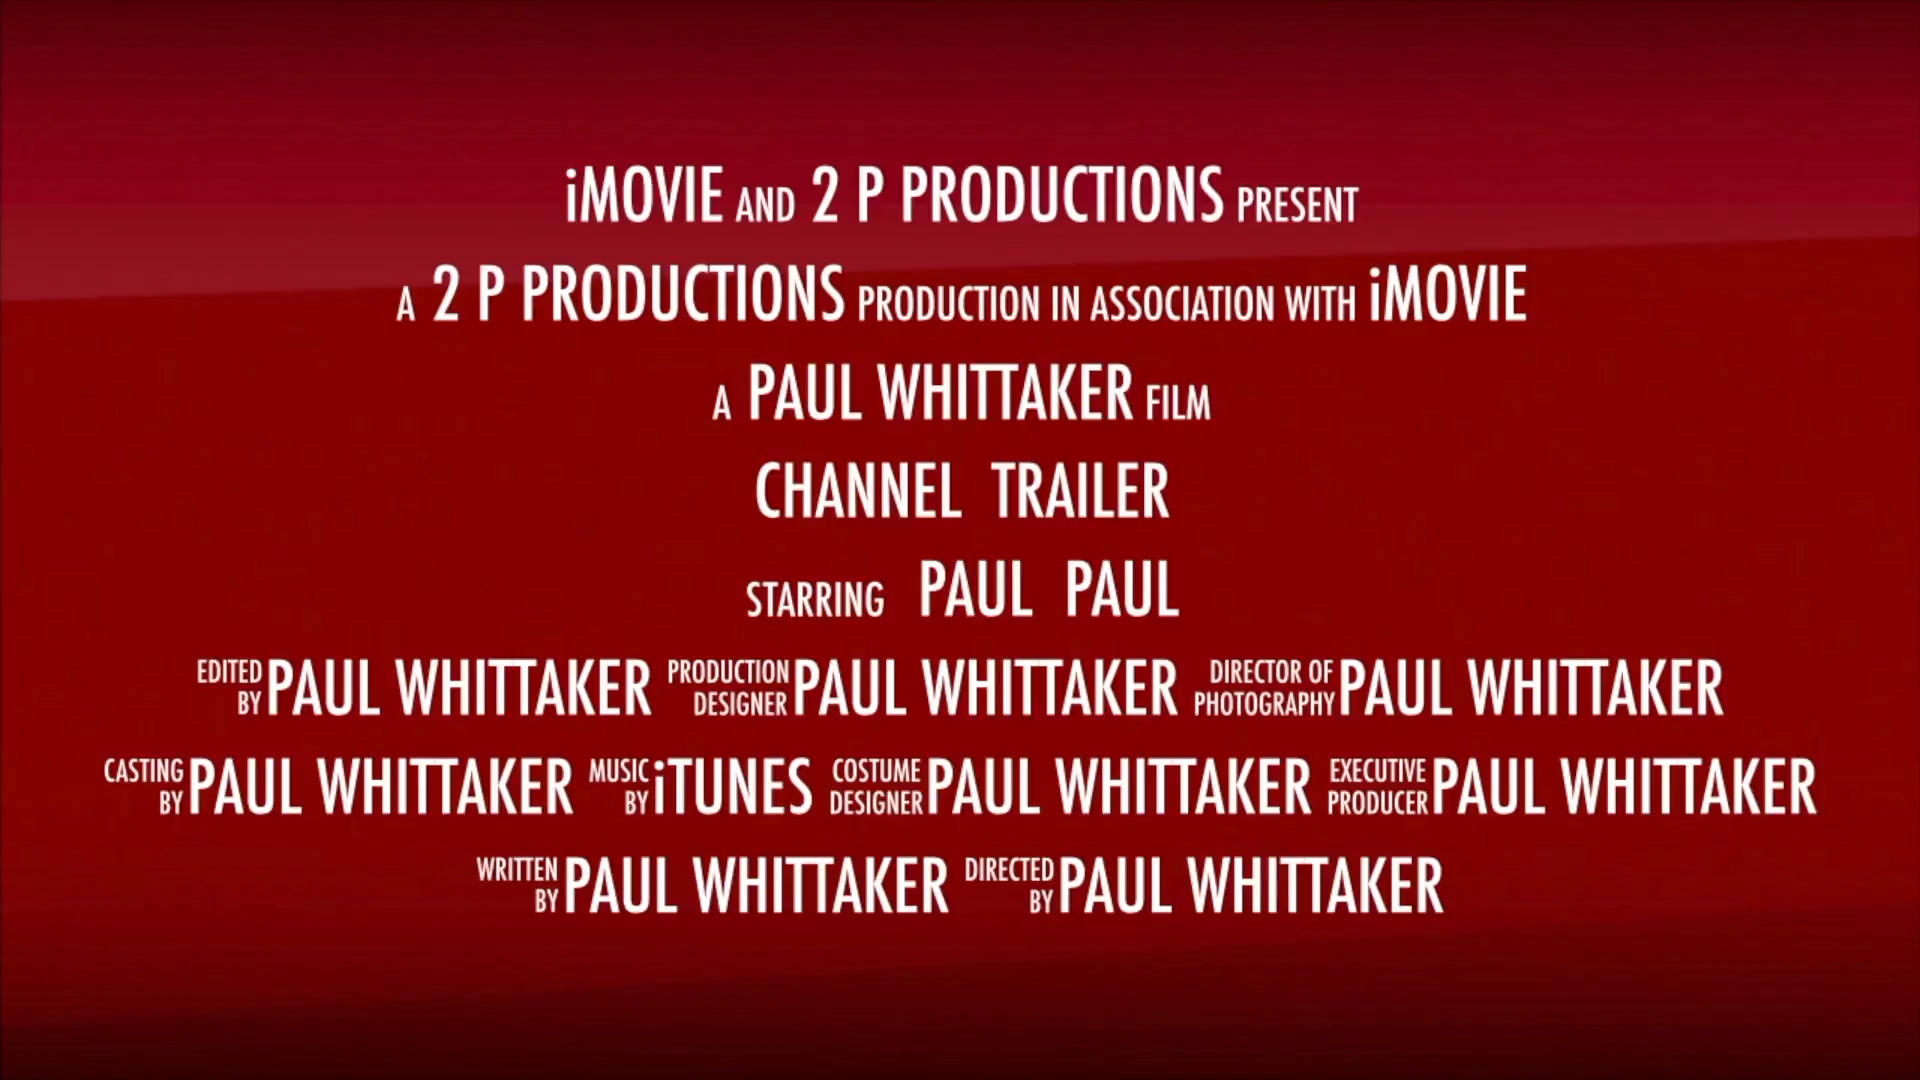 iMOVIE AND 2 P PRODUCTIONS PRESENT
A 2 P PRODUCTIONS PRODUCTION IN ASSOCIATION WITH iMOVIE
A PAUL WHITTAKER FILM
CHANNEL TRAILER
STARRING PAUL PAUL
EDITED BY PAUL WHITTAKER PRODUCTION DESIGNER PAUL WHITTAKER DIRECTOR OF PHOTOGRAPHY PAUL WHITTAKER
CASTING BY PAUL WHITTAKER MUSIC BY iTUNES COSTUME DESIGNER PAUL WHITTAKER EXECUTIVE PRODUCER PAUL WHITTAKER
WRITTEN BY PAUL WHITTAKER DIRECTED BY PAUL WHITTAKER